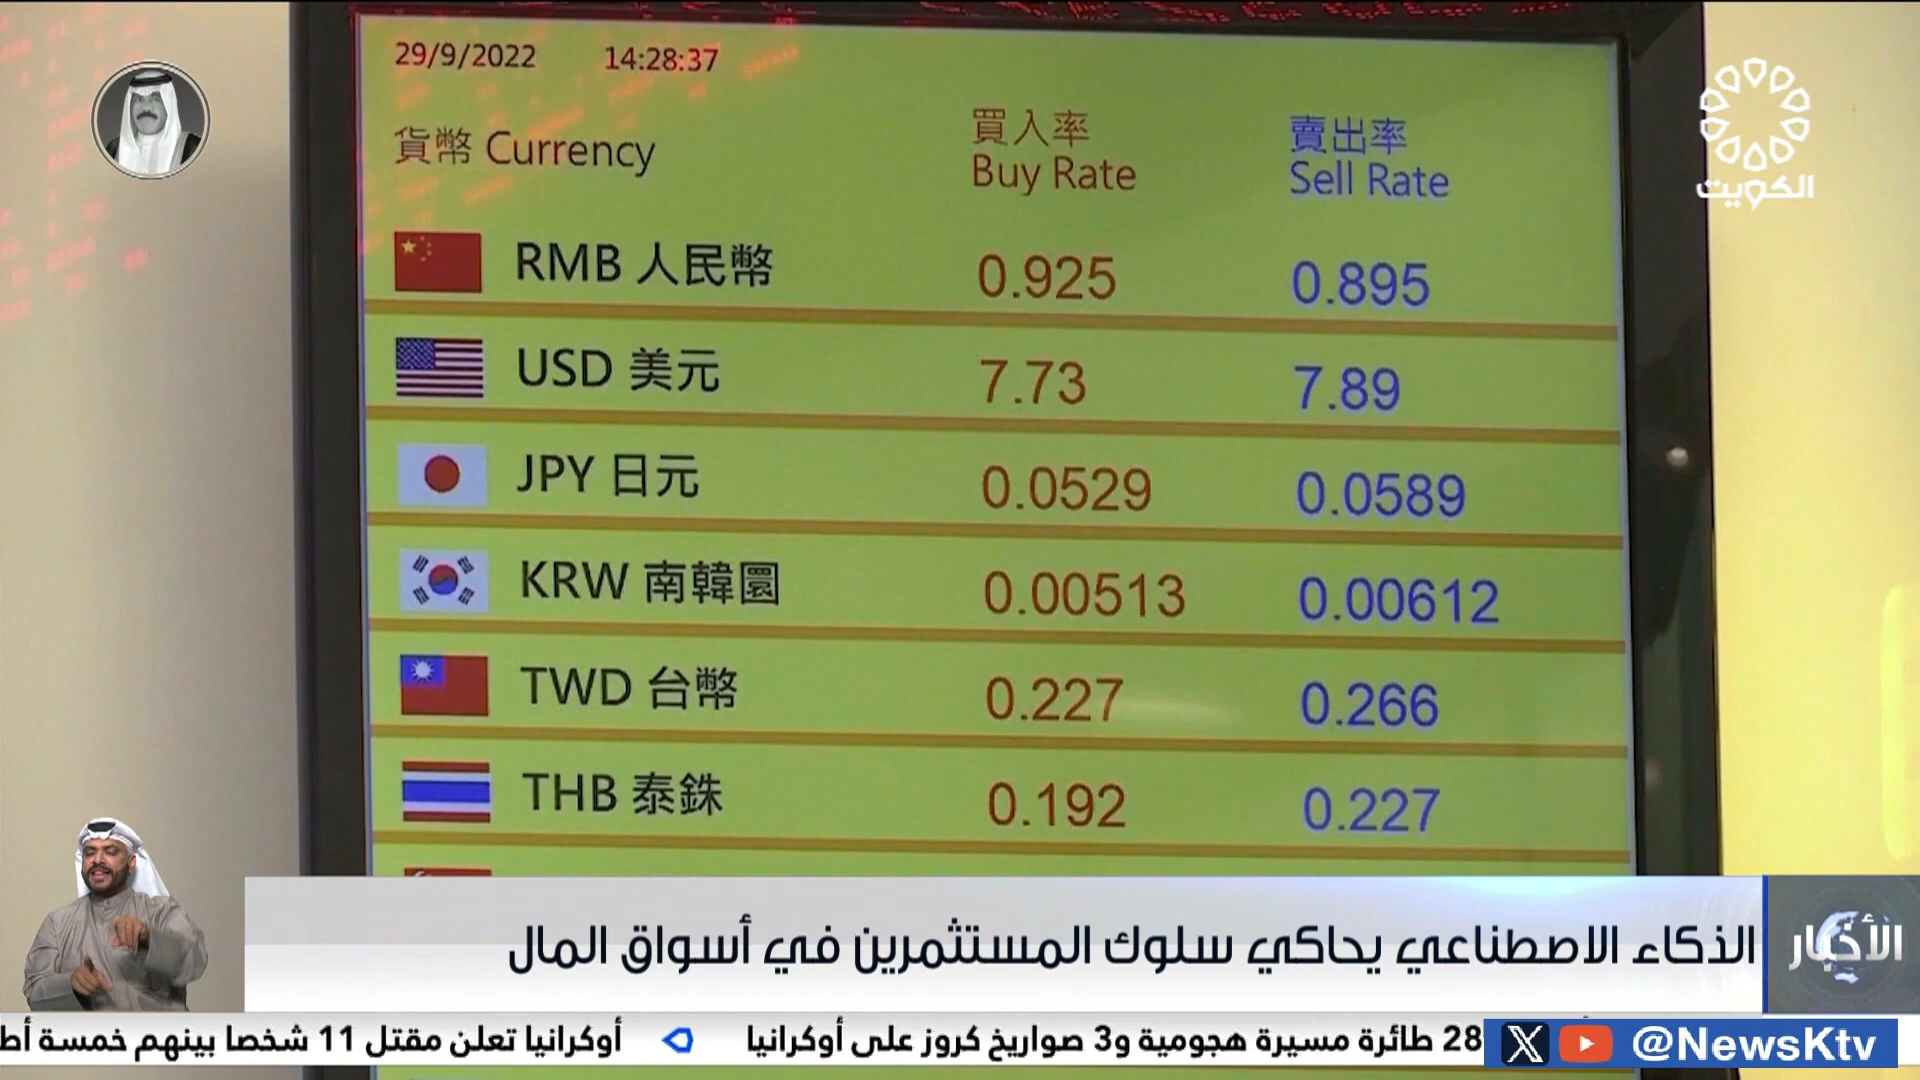 29/9/2022 14:28:37
貨幣 Currency
買入率
Buy Rate
賣出率
Sell Rate
RMB 人民幣 0.925 0.895
USD 美元 7.73 7.89
JPY 日元 0.0529 0.0589
KRW 南韓圜 0.00513 0.00612
TWD 台幣 0.227 0.266
THB 泰銖 0.192 0.227
الكويت
الأخبار
الذكاء الاصطناعي يحاكي سلوك المستثمرين في أسواق المال
28 طائرة مسيرة هجومية و3 صواريخ كروز على أوكرانيا
أوكرانيا تعلن مقتل 11 شخصا بينهم خمسة
@NewsKtv